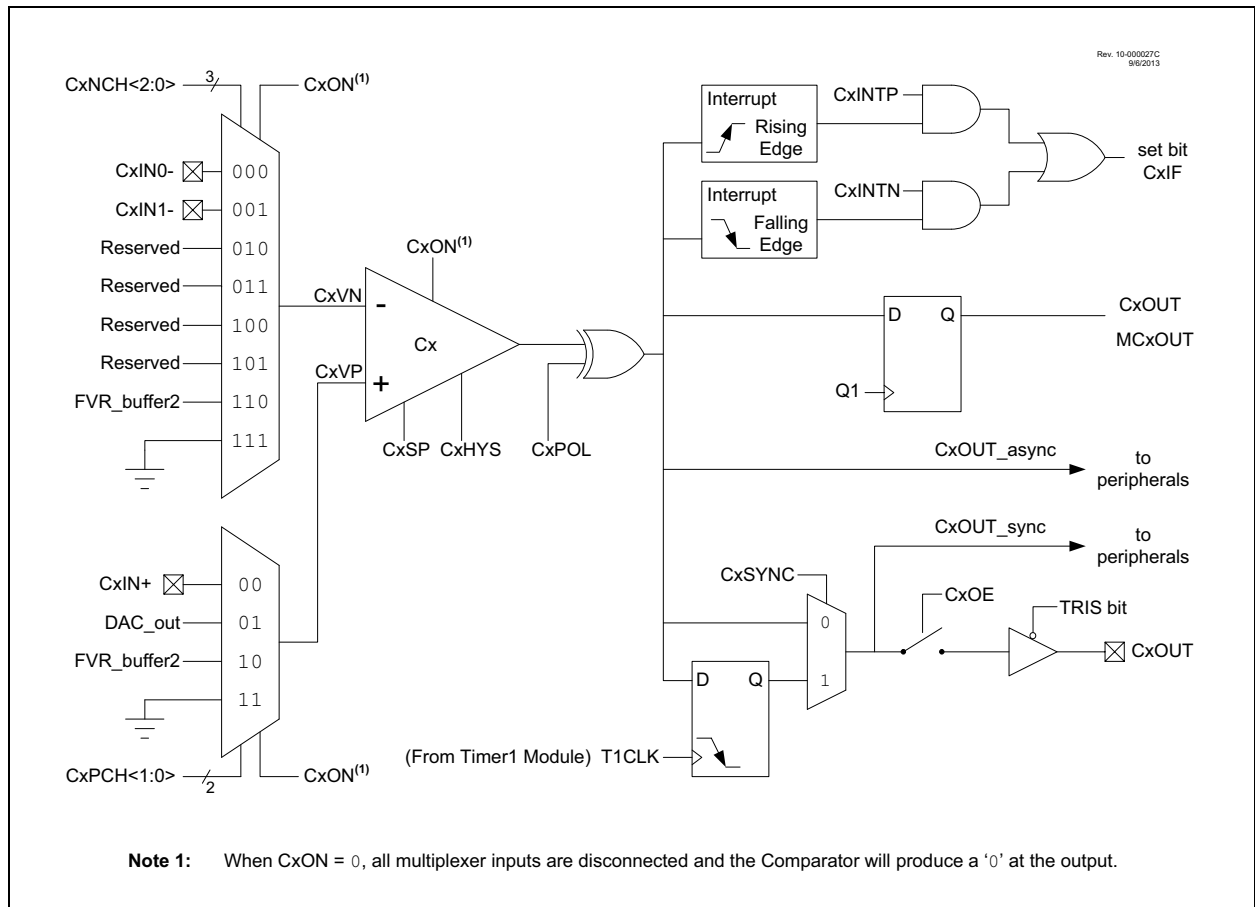 Rev. 10-000027C
9/6/2013
CxNCH<2:0>
3
CxON(1)
CxIN0-
000
CxIN1-
001
Reserved
010
Reserved
011
Reserved
100
Reserved
101
FVR_buffer2
110
111
CxVN
CxVP
CxON(1)
-
Cx
+
CxSP
CxHYS
CxPOL
CxIN+
00
DAC_out
01
FVR_buffer2
10
11
CxPCH<1:0>
2
CxON(1)
Interrupt
Rising
Edge
CxINTP
Interrupt
Falling
Edge
CxINTN
set bit
CxIF
D
Q
Q1
CxOUT
MCxOUT
CxOUT_async
to
peripherals
CxOUT_sync
to
peripherals
CxSYNC
0
1
CxOE
TRIS bit
CxOUT
D
Q
(From Timer1 Module) T1CLK
Note 1: When CxON = 0, all multiplexer inputs are disconnected and the Comparator will produce a ‘0’ at the output.